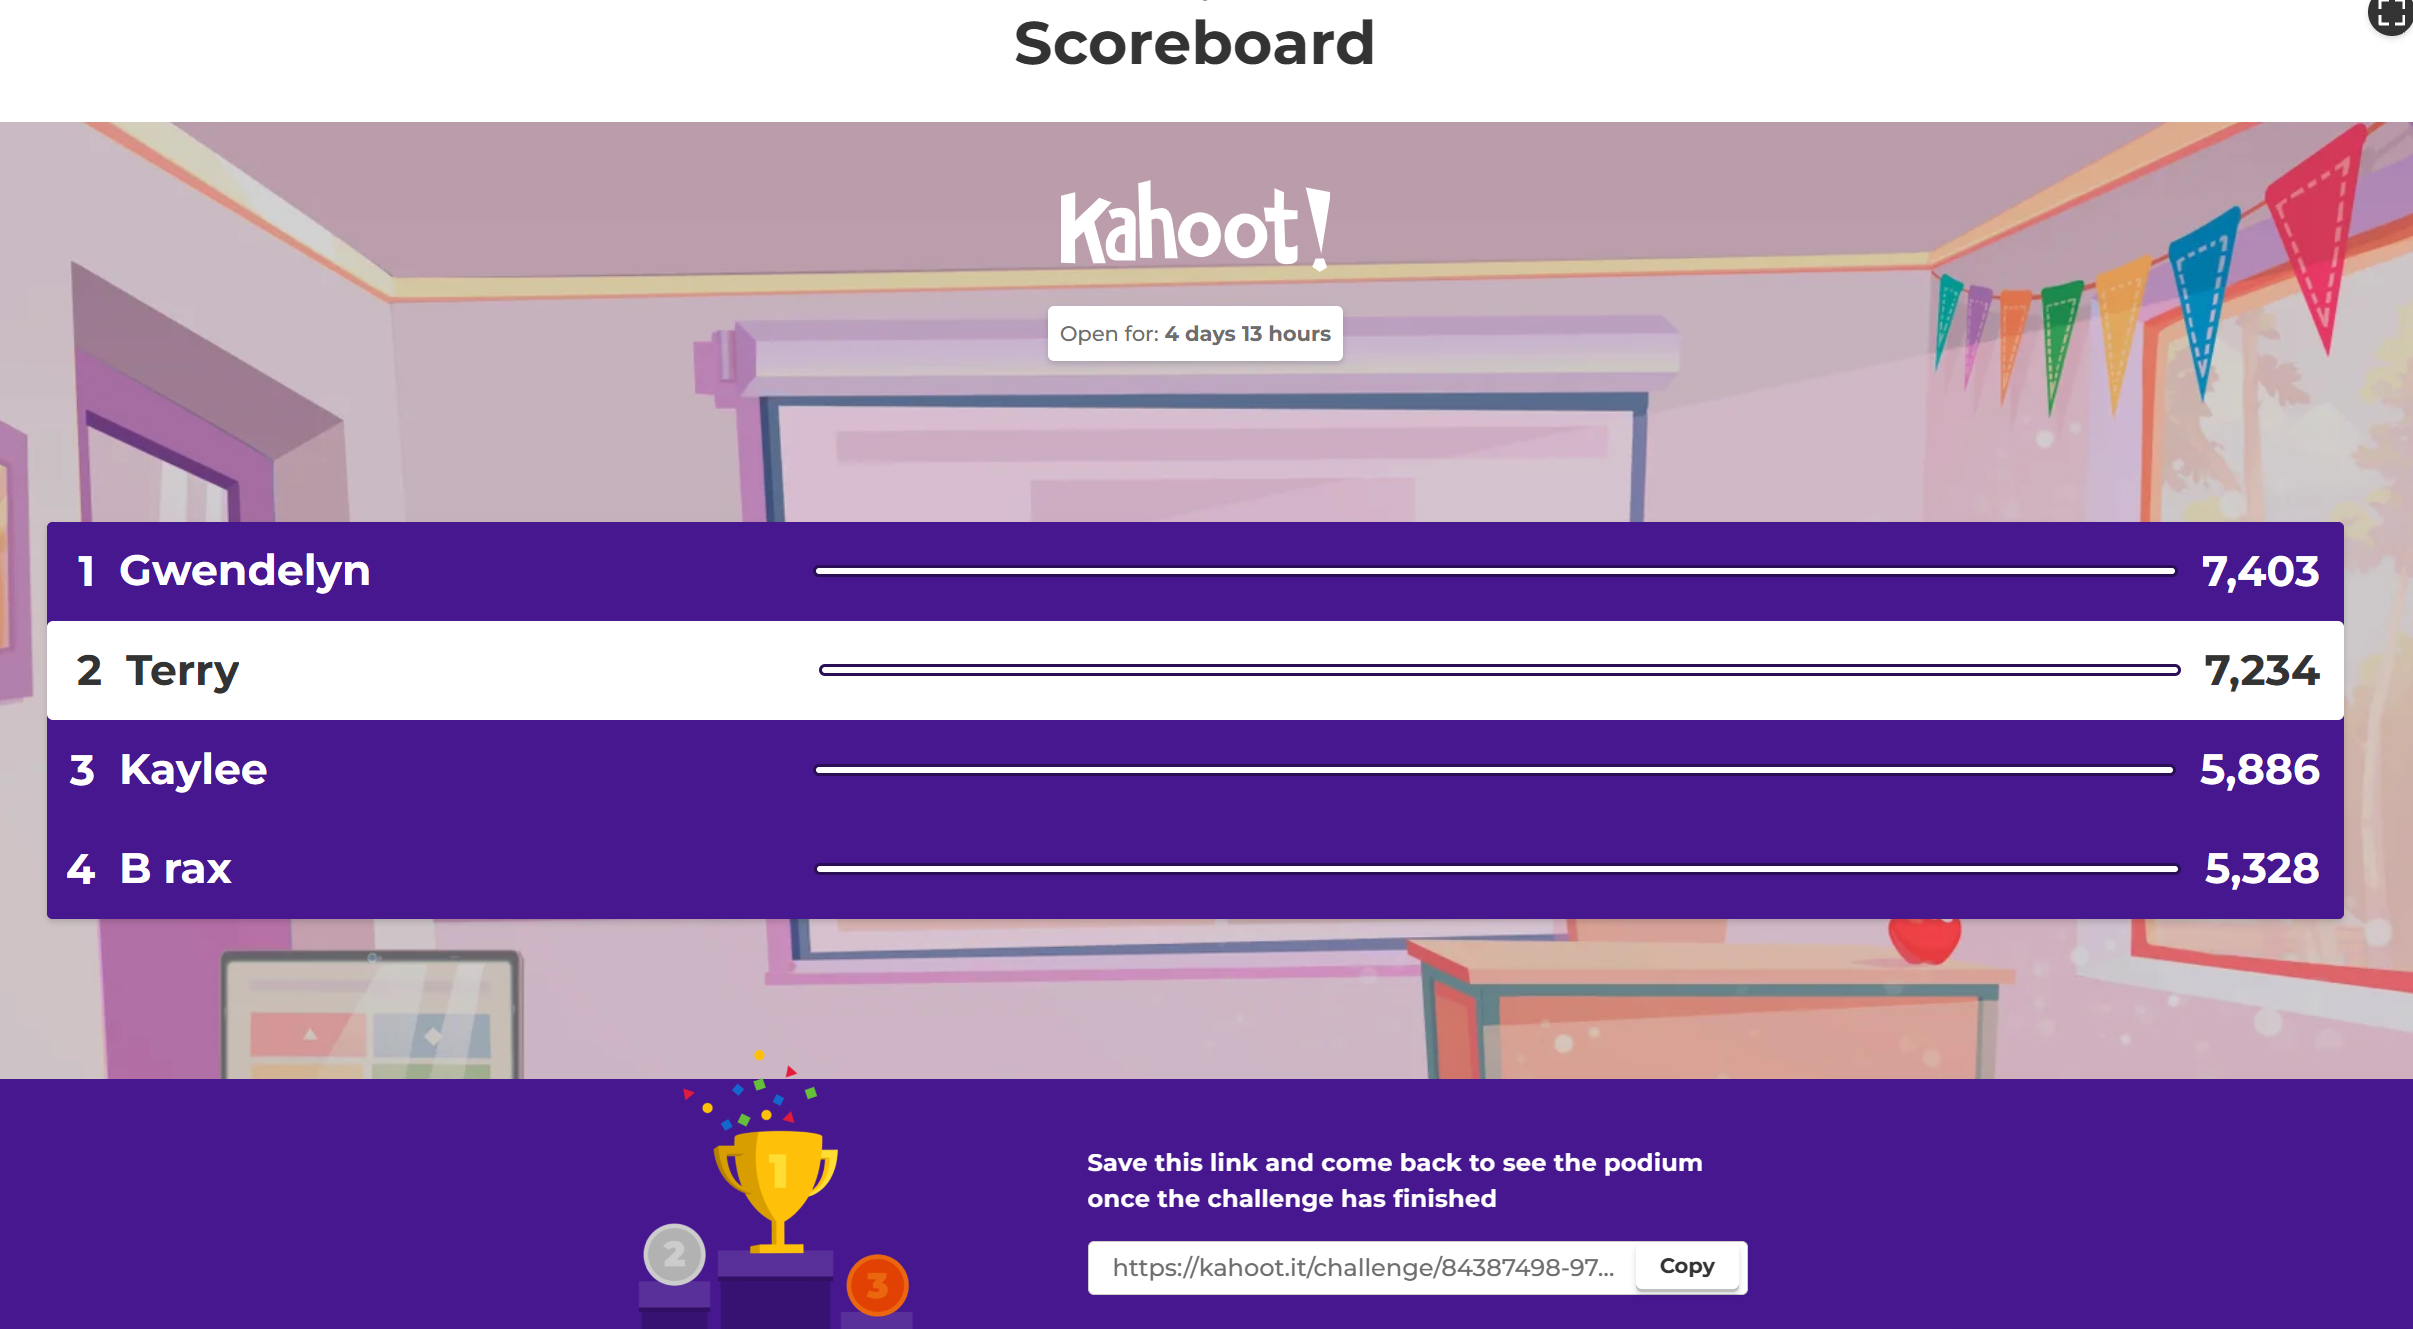 Scoreboard
Kahoot!
Open for: 4 days 13 hours
1 Gwendelyn 7,403
2 Terry 7,234
3 Kaylee 5,886
4 B rax 5,328
1
2
3
Save this link and come back to see the podium
once the challenge has finished
https://kahoot.it/challenge/84387498-97... Copy